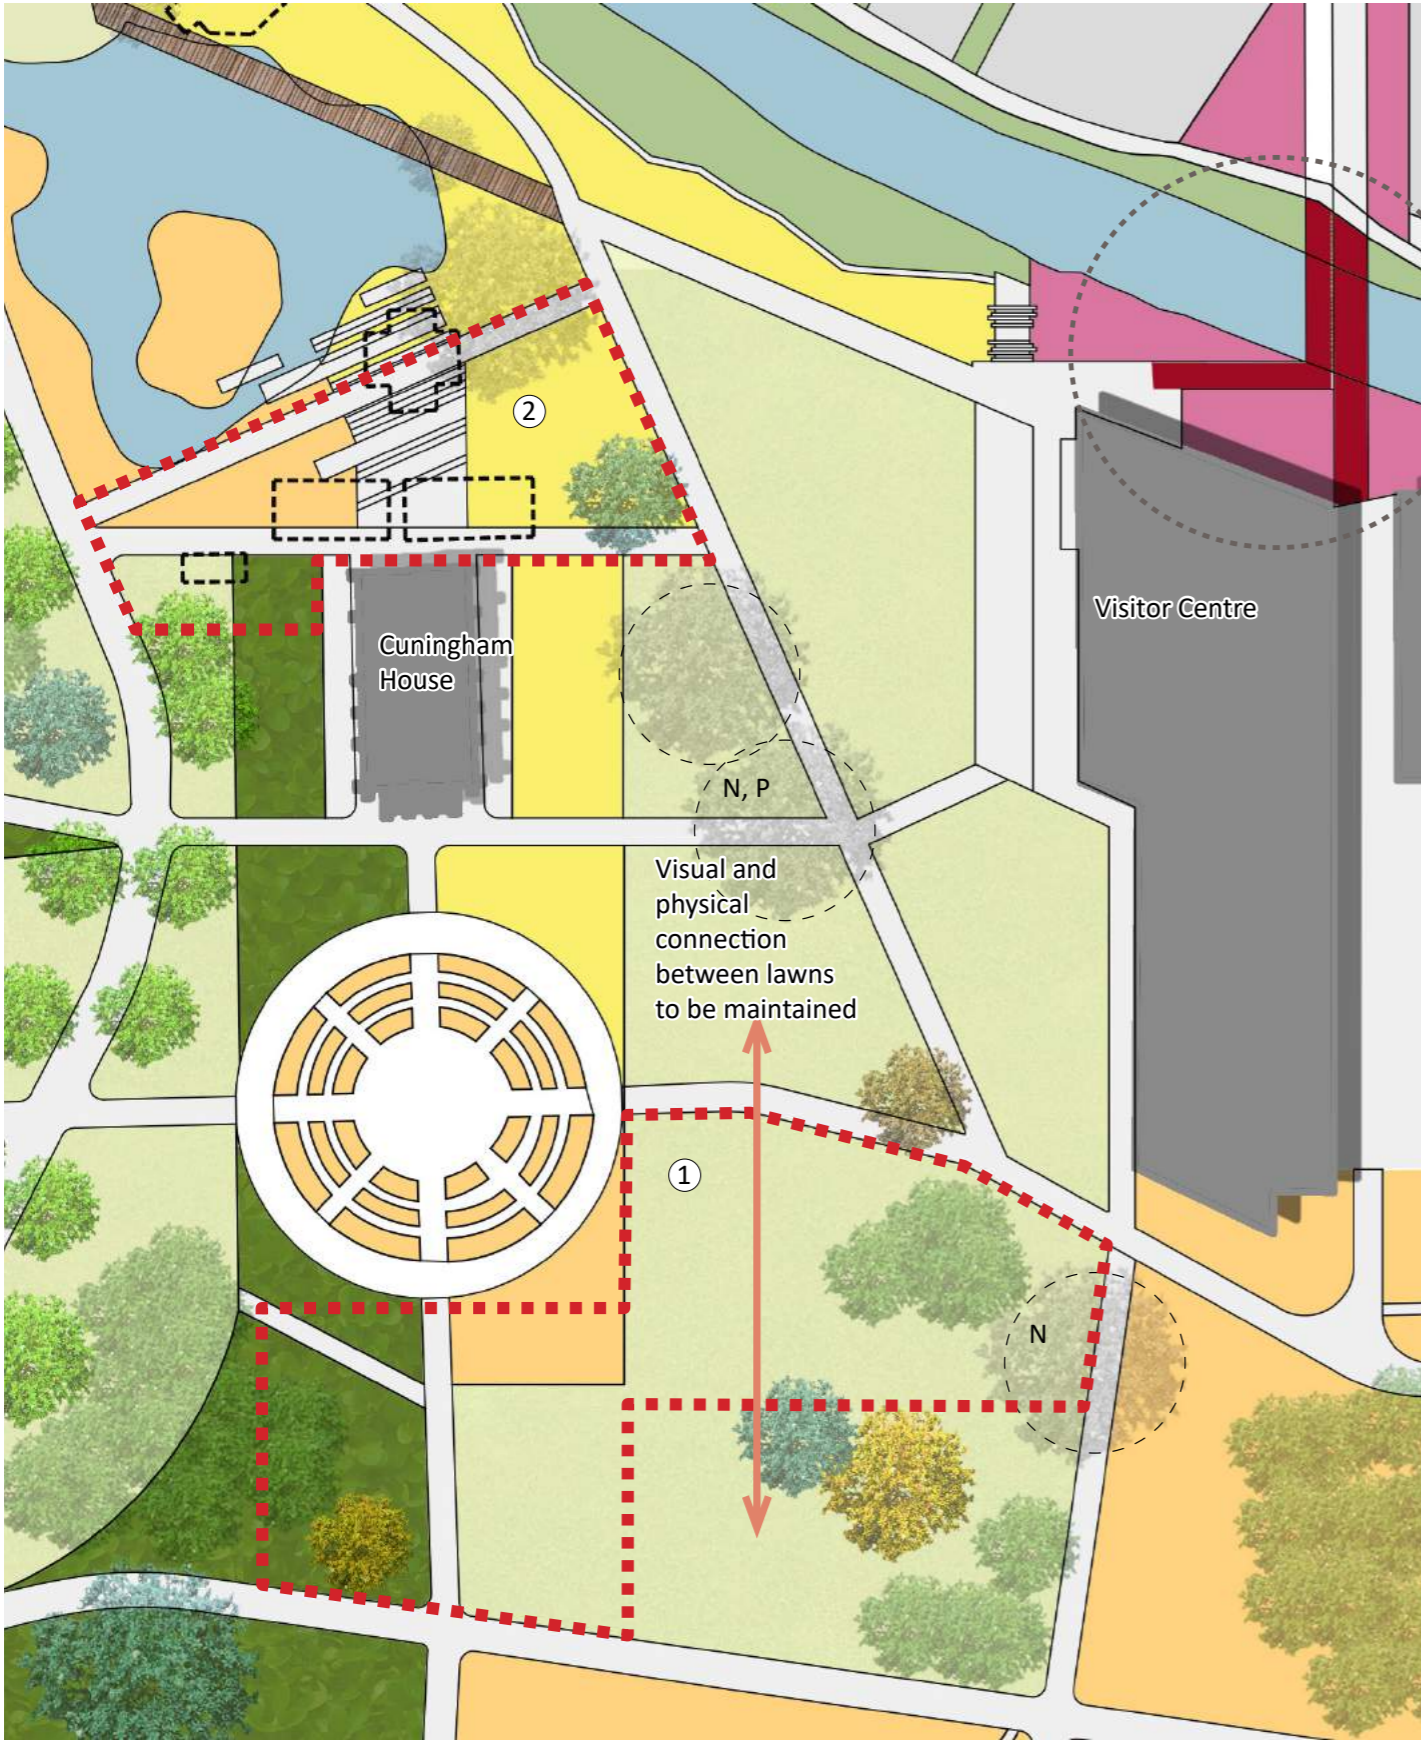 ②
Visitor Centre
Cuningham
House
N, P
Visual and
physical
connection
between lawns
to be maintained
①
N